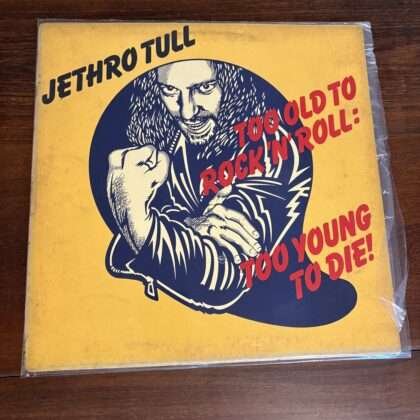 JETHRO TULL
TOO OLD TO
ROCK 'N' ROLL:
TOO YOUNG
TO DIE!